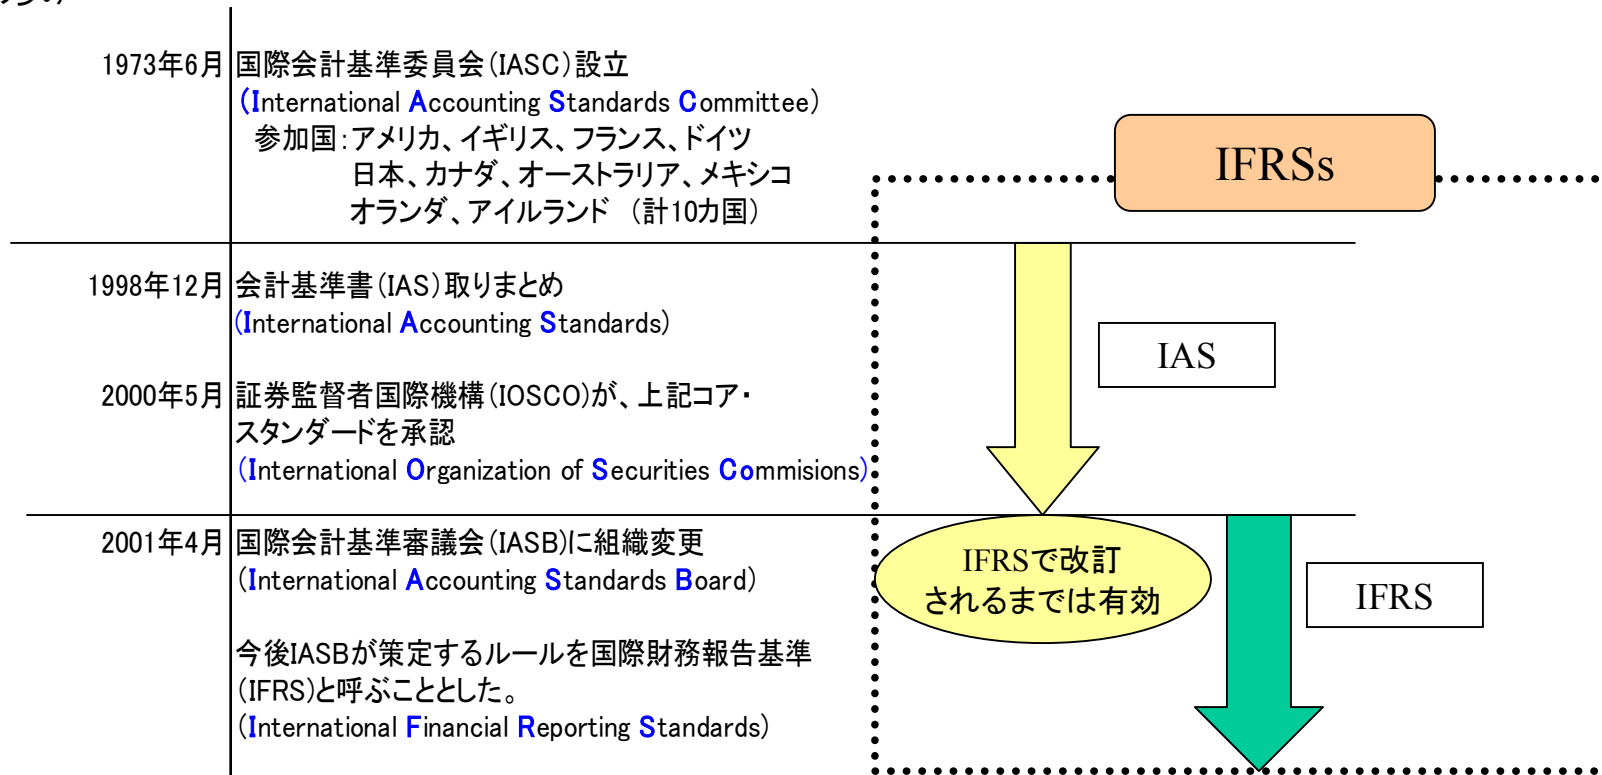 1973年6月 国際会計基準委員会(IASC)設立
(International Accounting Standards Committee)
参加国:アメリカ、イギリス、フランス、ドイツ
日本、カナダ、オーストラリア、メキシコ
オランダ、アイルランド (計10カ国)
IFRSs
1998年12月 会計基準書(IAS)取りまとめ
(International Accounting Standards)
IAS
2000年5月 証券監督者国際機構(IOSCO)が、上記コア・
スタンダードを承認
(International Organization of Securities Commisions)
2001年4月 国際会計基準審議会(IASB)に組織変更
(International Accounting Standards Board)
IFRSで改訂
されるまでは有効
IFRS
今後IASBが策定するルールを国際財務報告基準
(IFRS)と呼ぶこととした。
(International Financial Reporting Standards)